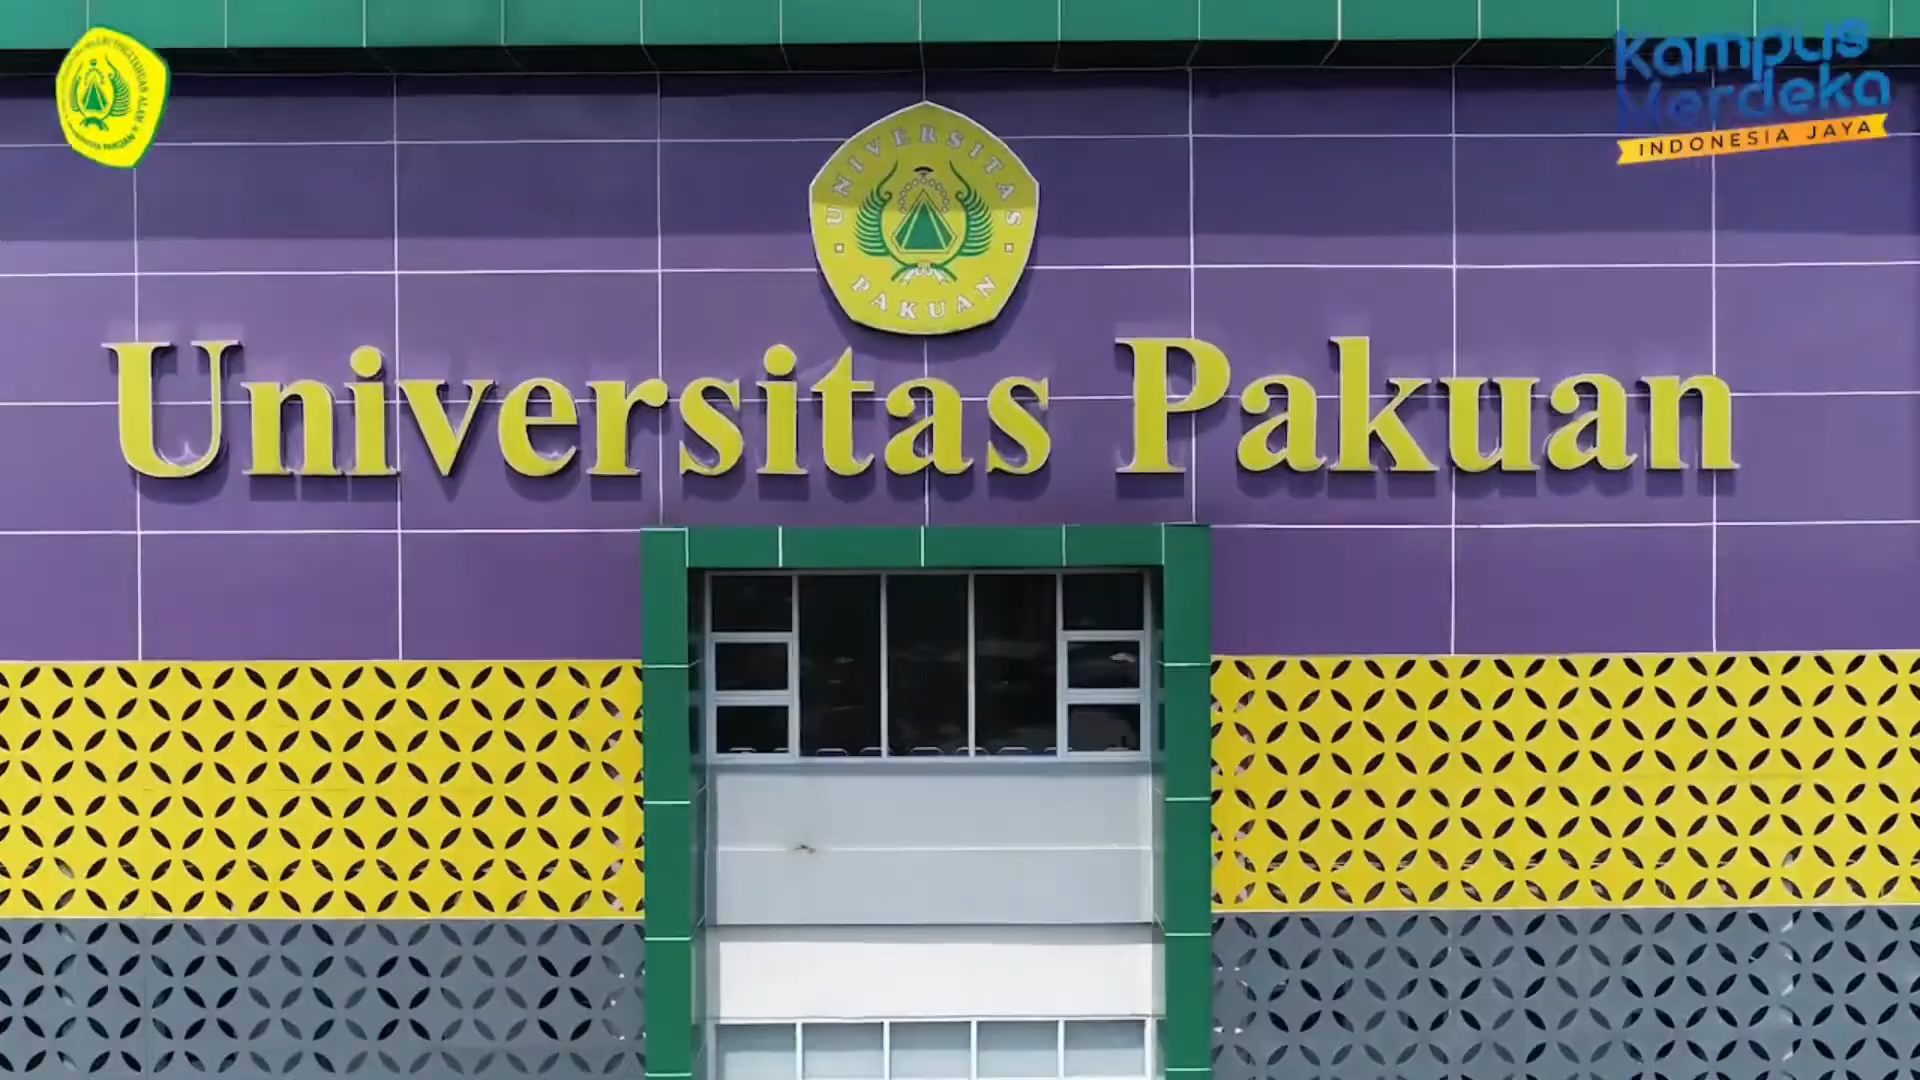 Kampus
Merdeka
INDONESIA JAYA
UNIVERSITAS
PAKUAN
Universitas Pakuan